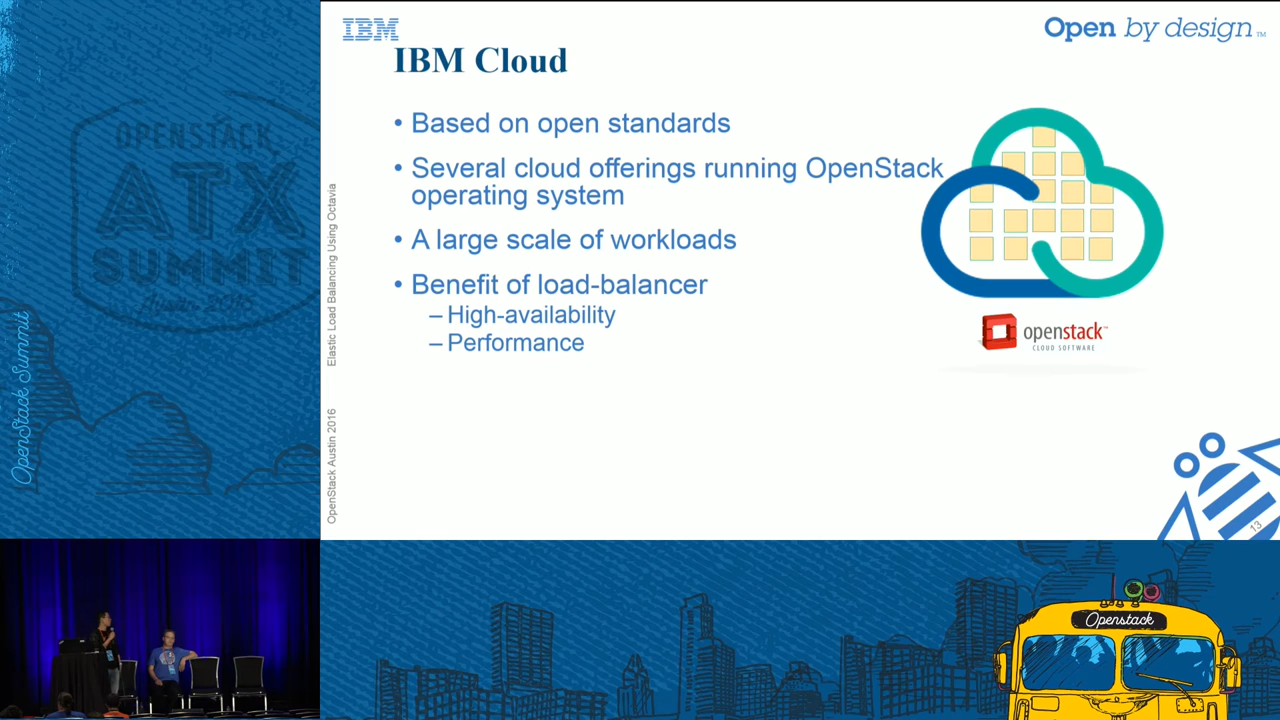 IBM
Open by design™
IBM Cloud
• Based on open standards
• Several cloud offerings running OpenStack
operating system
• A large scale of workloads
• Benefit of load-balancer
– High-availability
– Performance
openstack™
CLOUD SOFTWARE
Elastic Load Balancing Using Octavia
OpenStack Austin 2016
13
OPENSTACK
ATX
SUMMIT
Austin, 2016
OpenStack Summit
Openstack